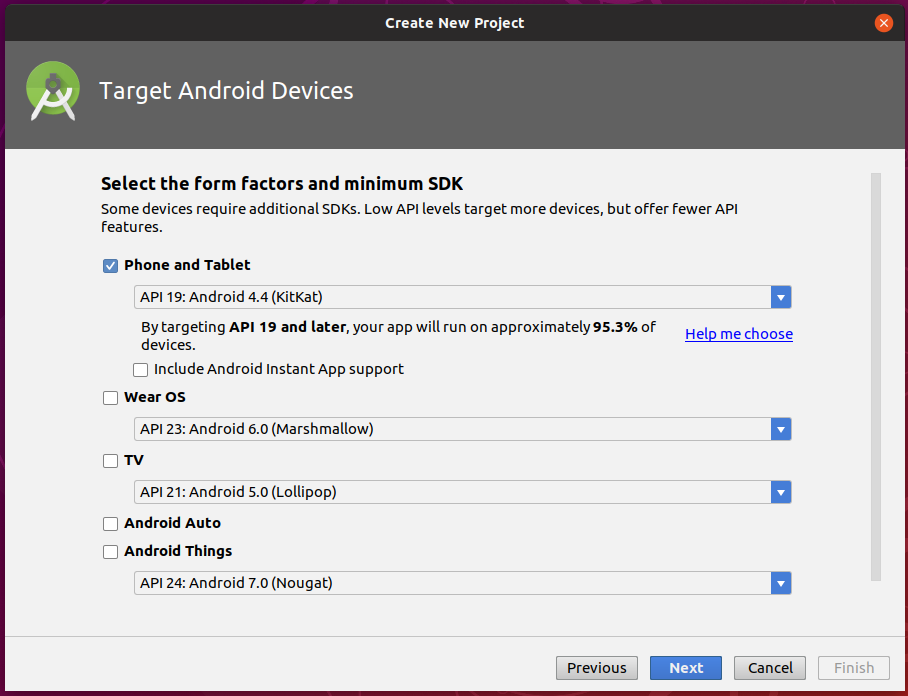 Create New Project
Target Android Devices
Select the form factors and minimum SDK
Some devices require additional SDKs. Low API levels target more devices, but offer fewer API
features.
Phone and Tablet
API 19: Android 4.4 (KitKat)
By targeting API 19 and later, your app will run on approximately 95.3% of
devices.
Help me choose
Include Android Instant App support
Wear OS
API 23: Android 6.0 (Marshmallow)
TV
API 21: Android 5.0 (Lollipop)
Android Auto
Android Things
API 24: Android 7.0 (Nougat)
Previous Next Cancel Finish